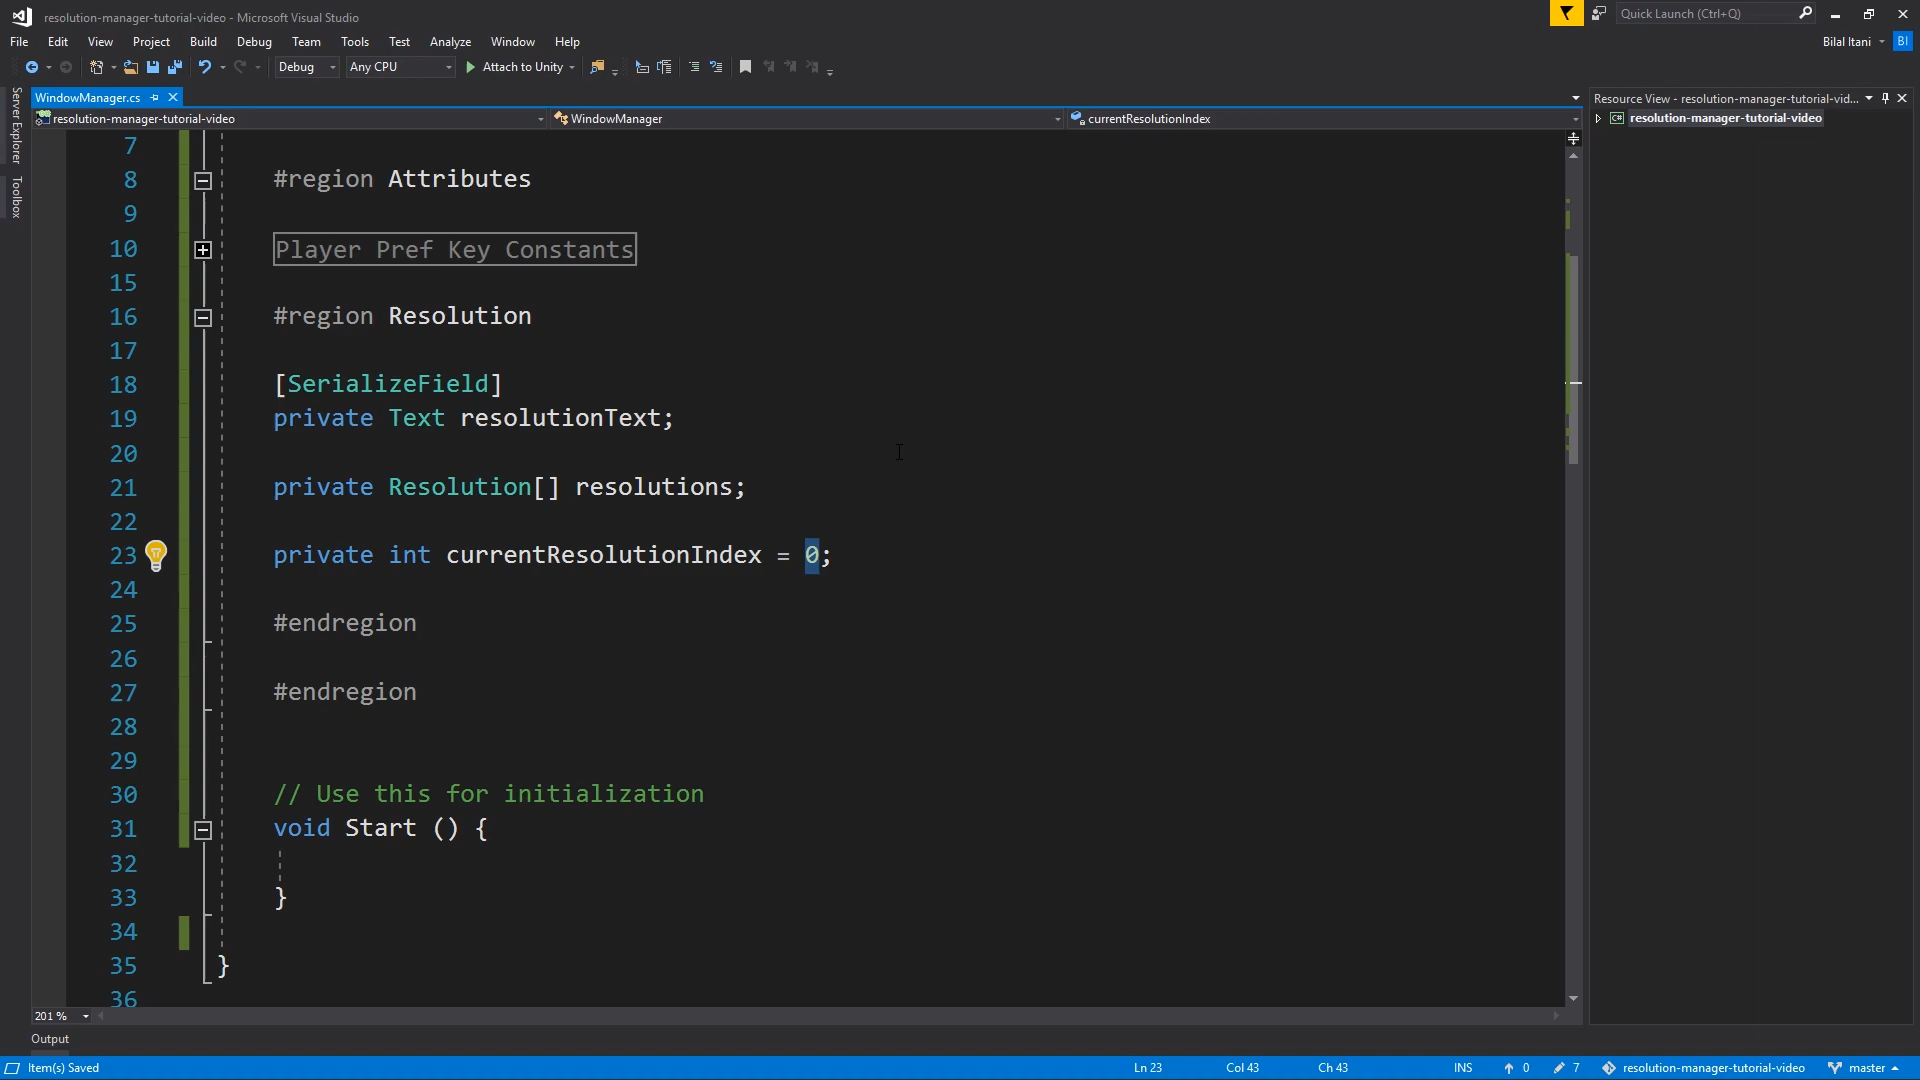 resolution-manager-tutorial-video - Microsoft Visual Studio
Quick Launch (Ctrl+Q)
File Edit View Project Build Debug Team Tools Test Analyze Window Help
Bilal Itani BI
Debug Any CPU Attach to Unity
Server Explorer
Toolbox
WindowManager.cs
resolution-manager-tutorial-video WindowManager currentResolutionIndex
Resource View - resolution-manager-tutorial-vid...
resolution-manager-tutorial-video
7
8 #region Attributes
9
10 Player Pref Key Constants
15
16 #region Resolution
17
18 [SerializeField]
19 private Text resolutionText;
20
21 private Resolution[] resolutions;
22
23 private int currentResolutionIndex = 0;
24
25 #endregion
26
27 #endregion
28
29
30 // Use this for initialization
31 void Start () {
32
33 }
34
35 }
36
201 %
Output
Item(s) Saved Ln 23 Col 43 Ch 43 INS 0 7 resolution-manager-tutorial-video master